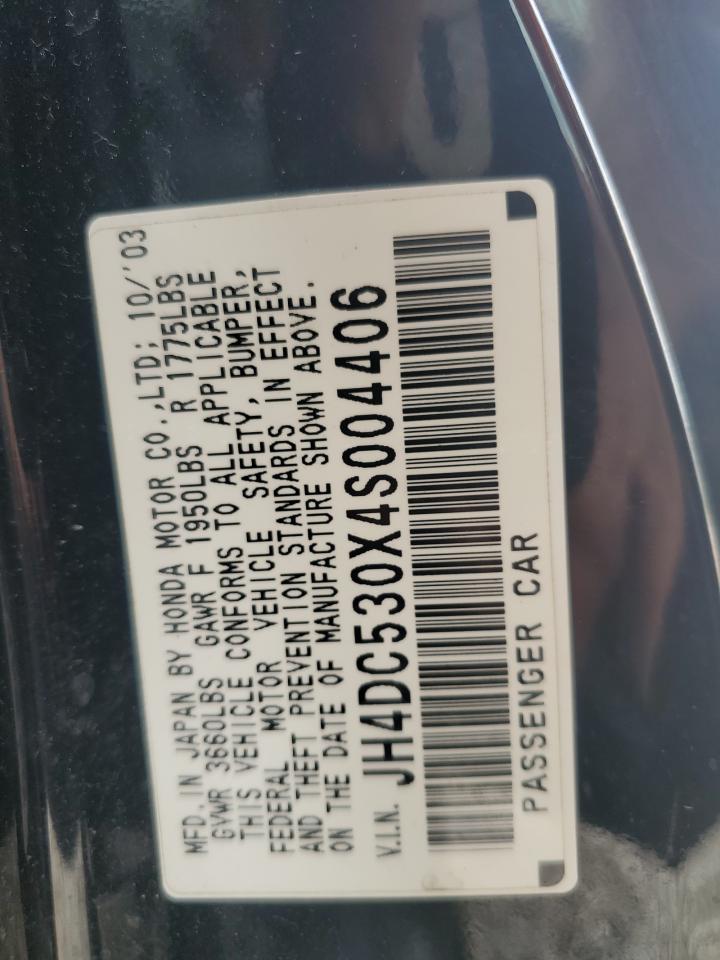 MFD. IN JAPAN BY HONDA MOTOR CO.,LTD; 10/'03
GVWR 3660LBS GAWR F 1950LBS R 1775LBS
THIS VEHICLE CONFORMS TO ALL APPLICABLE
FEDERAL MOTOR VEHICLE SAFETY, BUMPER,
AND THEFT PREVENTION STANDARDS IN EFFECT
ON THE DATE OF MANUFACTURE SHOWN ABOVE.
V.I.N. JH4DC530X4S004406
PASSENGER CAR